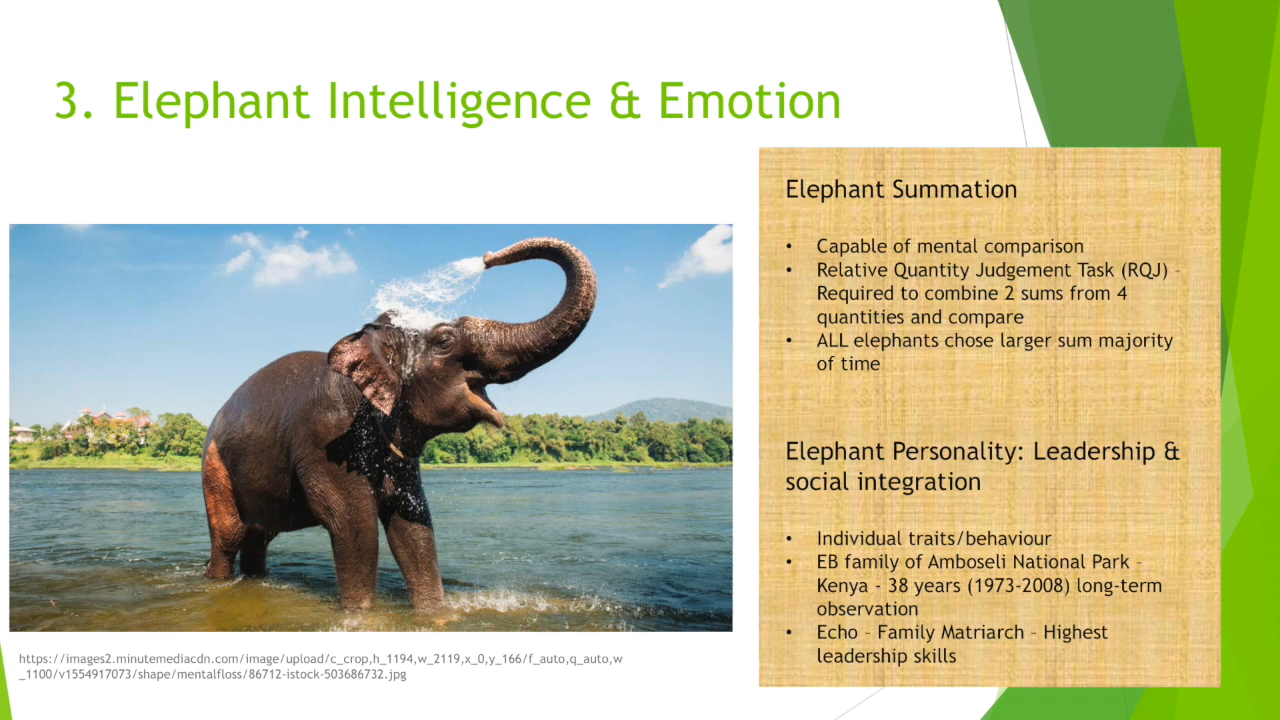 3. Elephant Intelligence & Emotion
Elephant Summation
• Capable of mental comparison
• Relative Quantity Judgement Task (RQJ) –
Required to combine 2 sums from 4
quantities and compare
• ALL elephants chose larger sum majority
of time
Elephant Personality: Leadership &
social integration
• Individual traits/behaviour
• EB family of Amboseli National Park –
Kenya - 38 years (1973-2008) long-term
observation
• Echo – Family Matriarch – Highest
leadership skills
https://images2.minutemediacdn.com/image/upload/c_crop,h_1194,w_2119,x_0,y_166/f_auto,q_auto,w
_1100/v1554917073/shape/mentalfloss/86712-istock-503686732.jpg